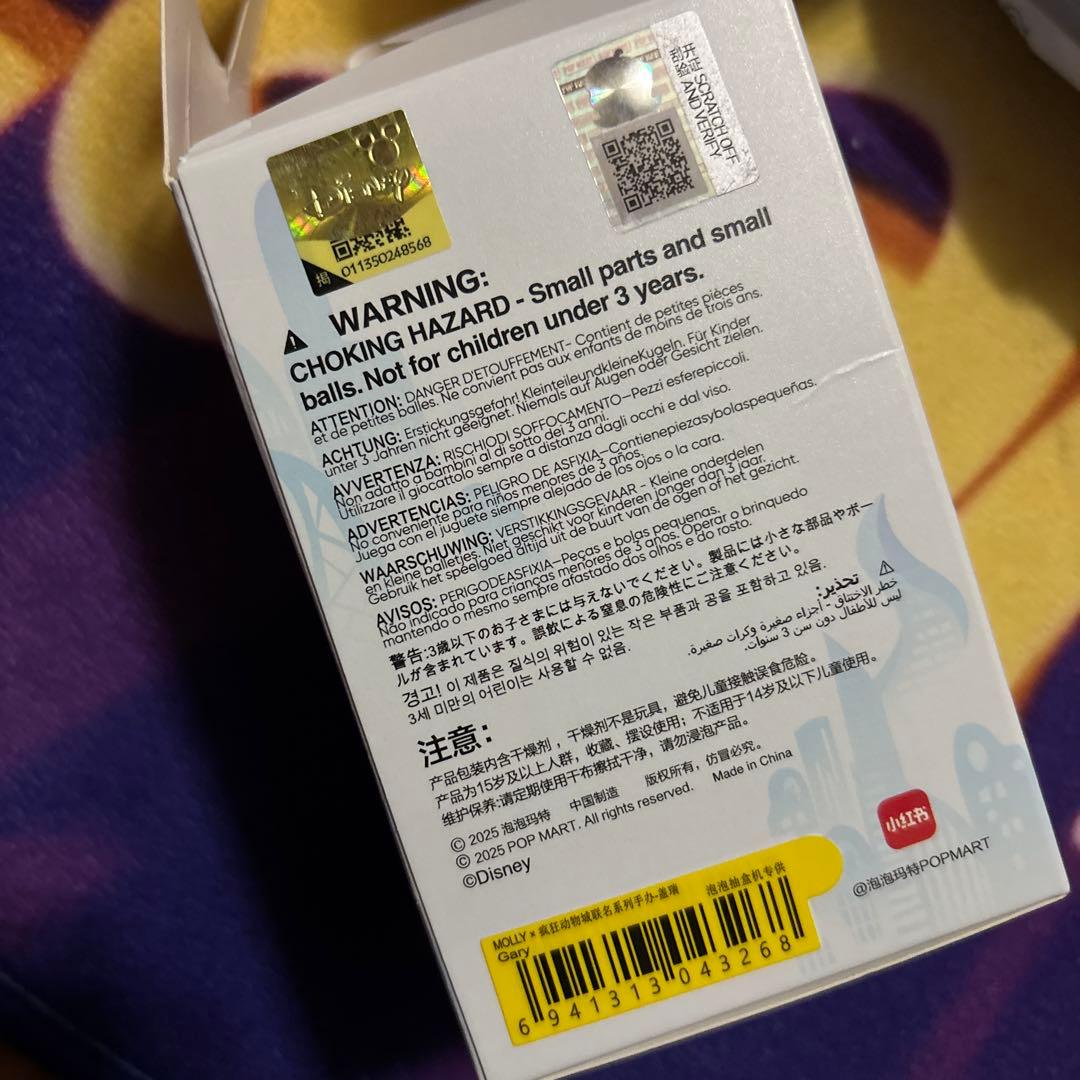 Disney
揭 011350248568
刮开验证 SCRATCH OFF
AND VERIFY
WARNING:
CHOKING HAZARD - Small parts and small
balls. Not for children under 3 years.
ATTENTION: DANGER D'ETOUFFEMENT- Contient de petites pièces
et de petites balles. Ne convient pas aux enfants de moins de trois ans.
ACHTUNG: Erstickungsgefahr! KleinteileundkleineKugeln. Für Kinder
unter 3 Jahren nicht geeignet. Niemals auf Augen oder Gesicht zielen.
AVVERTENZA: RISCHIODI SOFFOCAMENTO-Pezzi esferepiccoli.
Non adatto a bambini al di sotto dei 3 anni.
Utilizzare il giocattolo sempre a distanza dagli occhi e dal viso.
ADVERTENCIAS: PELIGRO DE ASFIXIA-Contienepiezasybolaspequeñas.
No conveniente para niños menores de 3 años.
Juega con el juguete siempre alejado de los ojos o la cara.
WAARSCHUWING: VERSTIKKINGSGEVAAR - Kleine onderdelen
en kleine balletjes. Niet geschikt voor kinderen jonger dan 3 jaar.
Gebruik het speelgoed altijd uit de buurt van de ogen of het gezicht.
AVISOS: PERIGODEASFIXIA-Peças e bolas pequenas.
Não indicado para crianças menores de 3 anos. Operar o brinquedo
mantendo o mesmo sempre afastado dos olhos e do rosto.
警告:3歳以下のお子さまには与えないでください。製品には小さな部品やボー
ルが含まれています。誤飲による窒息の危険性にご注意ください。
경고! 이 제품은 질식의 위험이 있는 작은 부품과 공을 포함하고 있음.
3세 미만의 어린이는 사용할 수 없음.
تحذير:
خطر الاختناق - أجزاء صغيرة وكرات صغيرة.
ليس للأطفال دون سن 3 سنوات.
注意:
产品包装内含干燥剂，干燥剂不是玩具，避免儿童接触误食危险。
产品为15岁及以上人群，收藏、摆设使用；不适用于14岁及以下儿童使用。
维护保养:请定期使用干布擦拭干净，请勿浸泡产品。
© 2025 泡泡玛特 中国制造 版权所有，仿冒必究。
© 2025 POP MART. All rights reserved. Made in China
©Disney
小红书
@泡泡玛特POPMART
MOLLY × 疯狂动物城联名系列手办-盖瑞 泡泡抽盒机专供
Gary
6 941313 043268